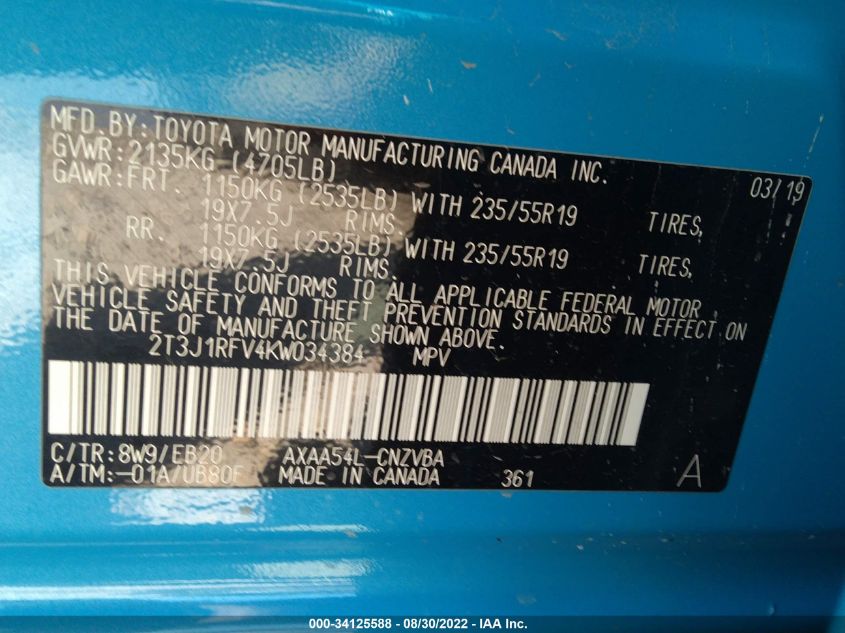 MFD. BY: TOYOTA MOTOR MANUFACTURING CANADA INC.
GVWR: 2135KG (4705LB) 03/19
GAWR: FRT. 1150KG (2535LB) WITH 235/55R19 TIRES,
19X7.5J RIMS.
RR. 1150KG (2535LB) WITH 235/55R19 TIRES,
19X7.5J RIMS.
THIS VEHICLE CONFORMS TO ALL APPLICABLE FEDERAL MOTOR
VEHICLE SAFETY AND THEFT PREVENTION STANDARDS IN EFFECT ON
THE DATE OF MANUFACTURE SHOWN ABOVE.
2T3J1RFV4KW034384 MPV
C/TR: 8W9/EB20 AXAA54L-CNZVBA
A/TM: -01A/UB80F MADE IN CANADA 361 A
000-34125588 - 08/30/2022 - IAA Inc.